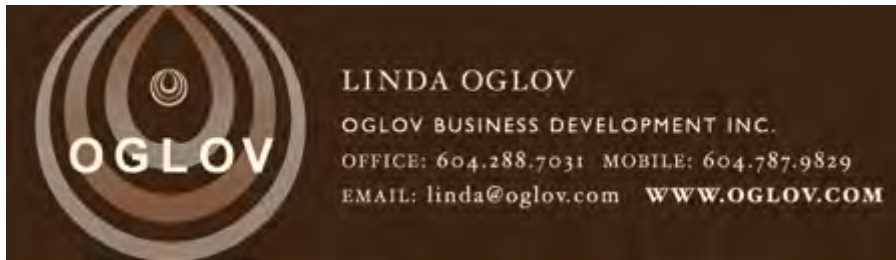 OGLOV
LINDA OGLOV
OGLOV BUSINESS DEVELOPMENT INC.
OFFICE: 604.288.7031 MOBILE: 604.787.9829
EMAIL: linda@oglov.com WWW.OGLOV.COM